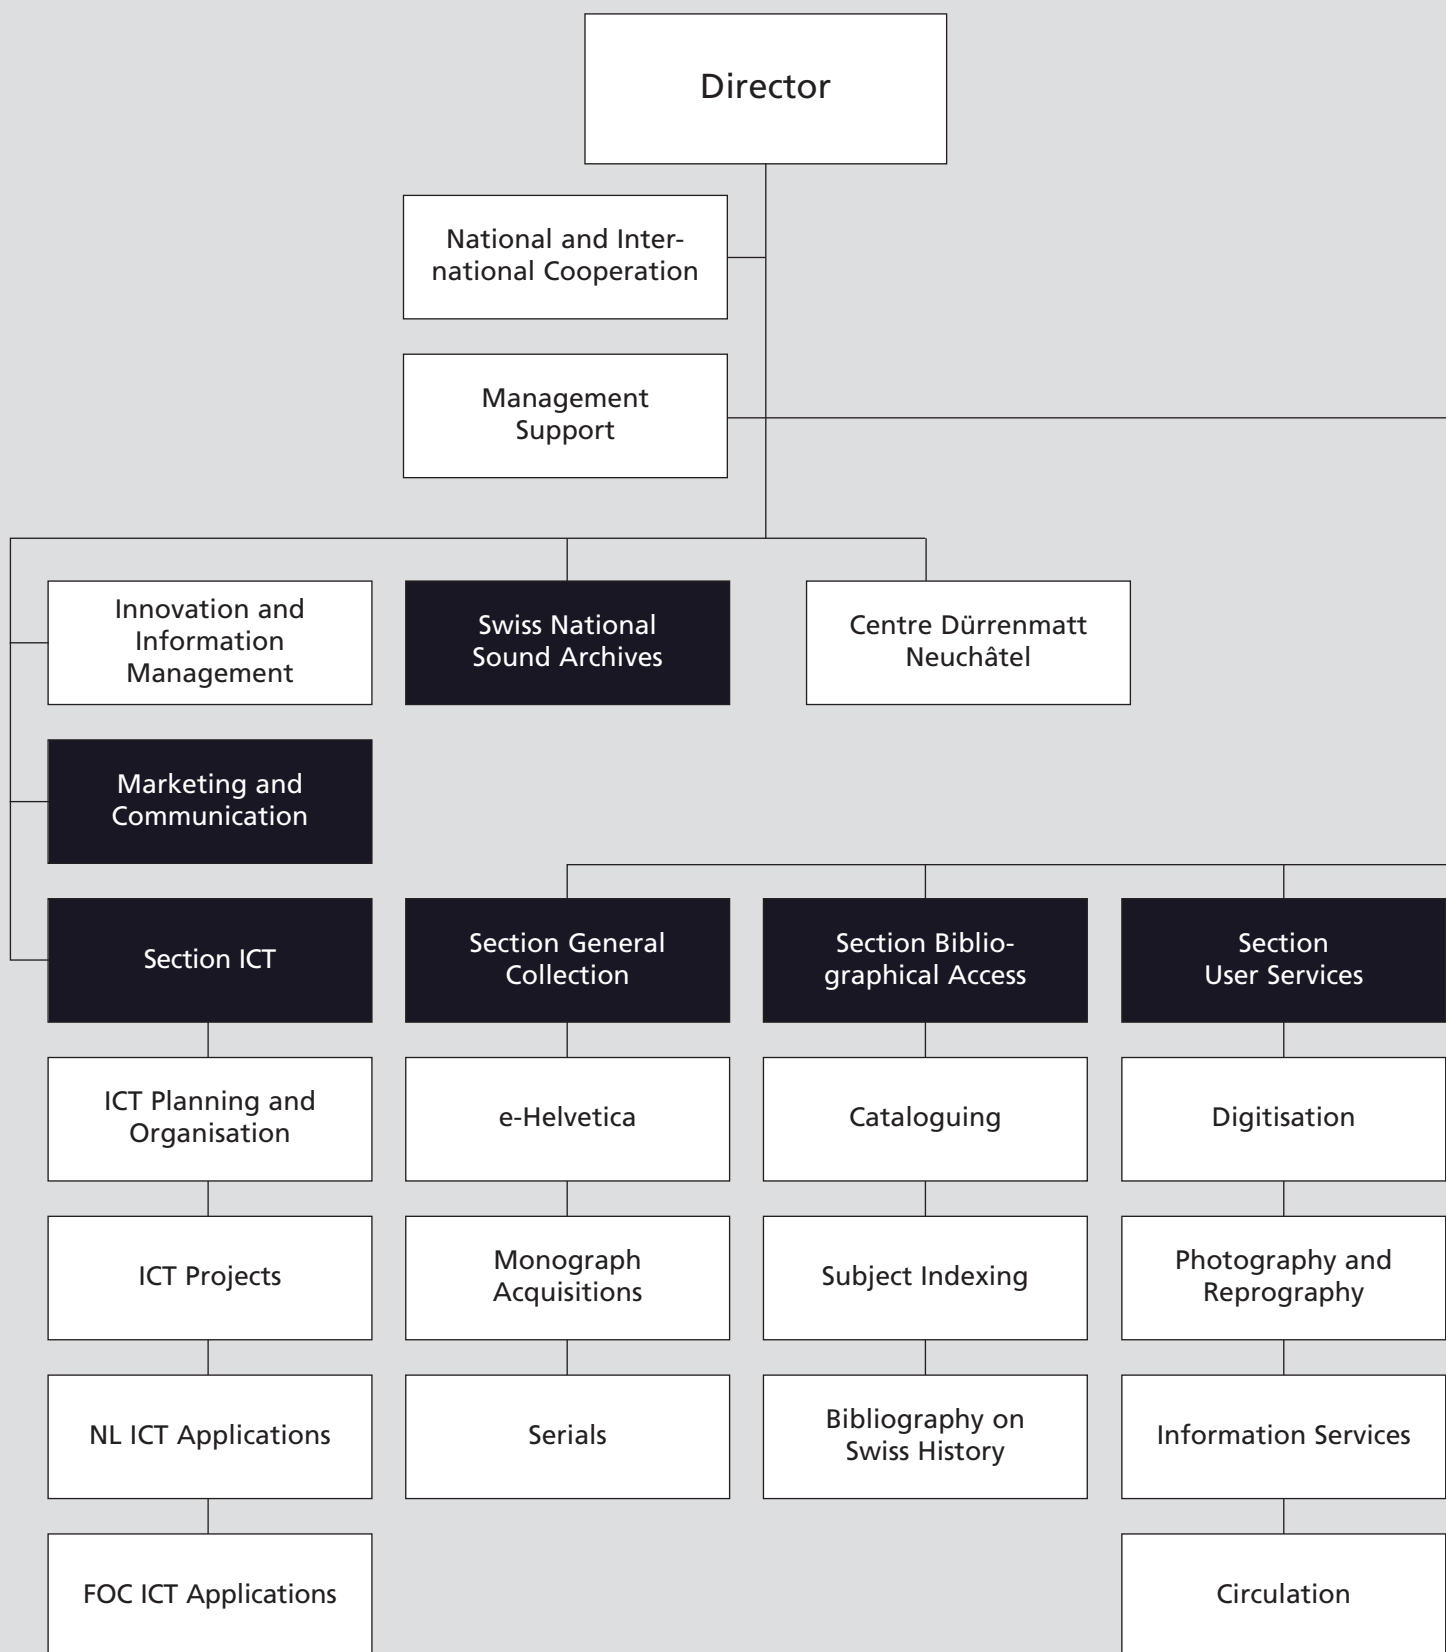 Director
National and Inter-
national Cooperation
Management
Support
Innovation and
Information
Management
Swiss National
Sound Archives
Centre Dürrenmatt
Neuchâtel
Marketing and
Communication
Section ICT
Section General
Collection
Section Biblio-
graphical Access
Section
User Services
ICT Planning and
Organisation
e-Helvetica
Cataloguing
Digitisation
ICT Projects
Monograph
Acquisitions
Subject Indexing
Photography and
Reprography
NL ICT Applications
Serials
Bibliography on
Swiss History
Information Services
FOC ICT Applications
Circulation